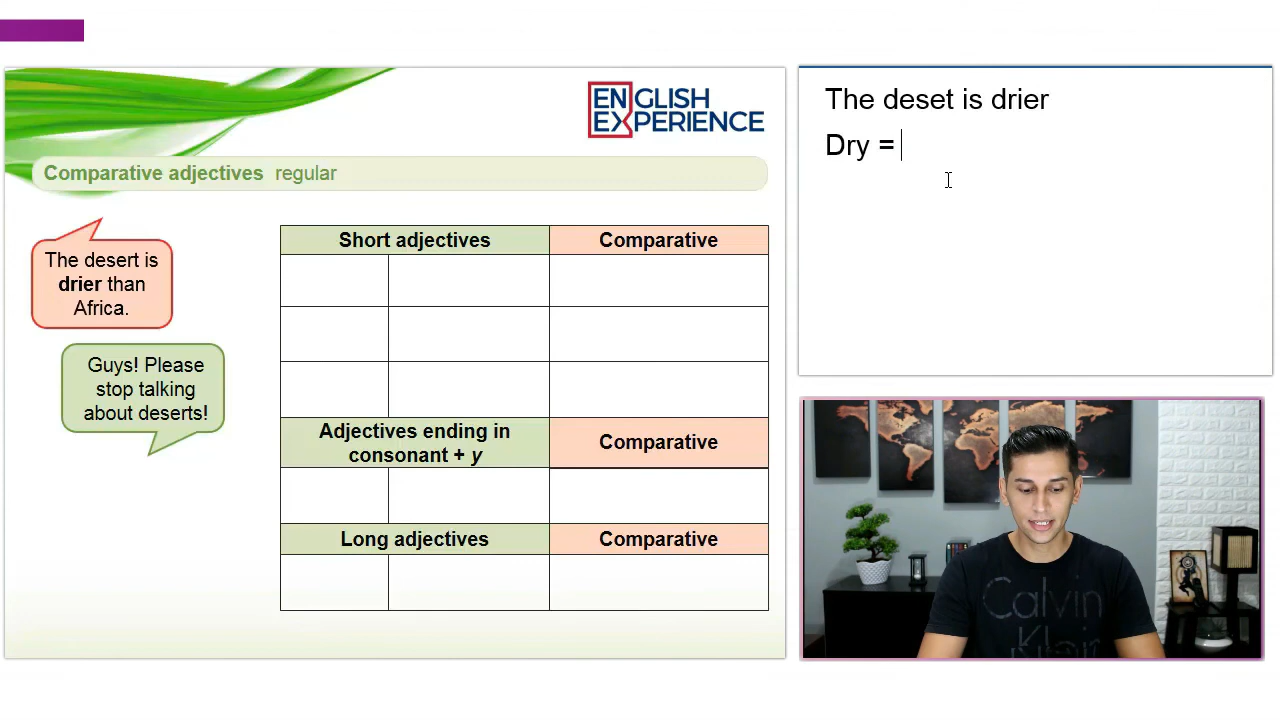 ENGLISH
EXPERIENCE
Comparative adjectives regular
The desert is
drier than
Africa.
Guys! Please
stop talking
about deserts!
Short adjectives Comparative
Adjectives ending in
consonant + y
Comparative
Long adjectives Comparative
The deset is drier
Dry =
Calvin
Klein